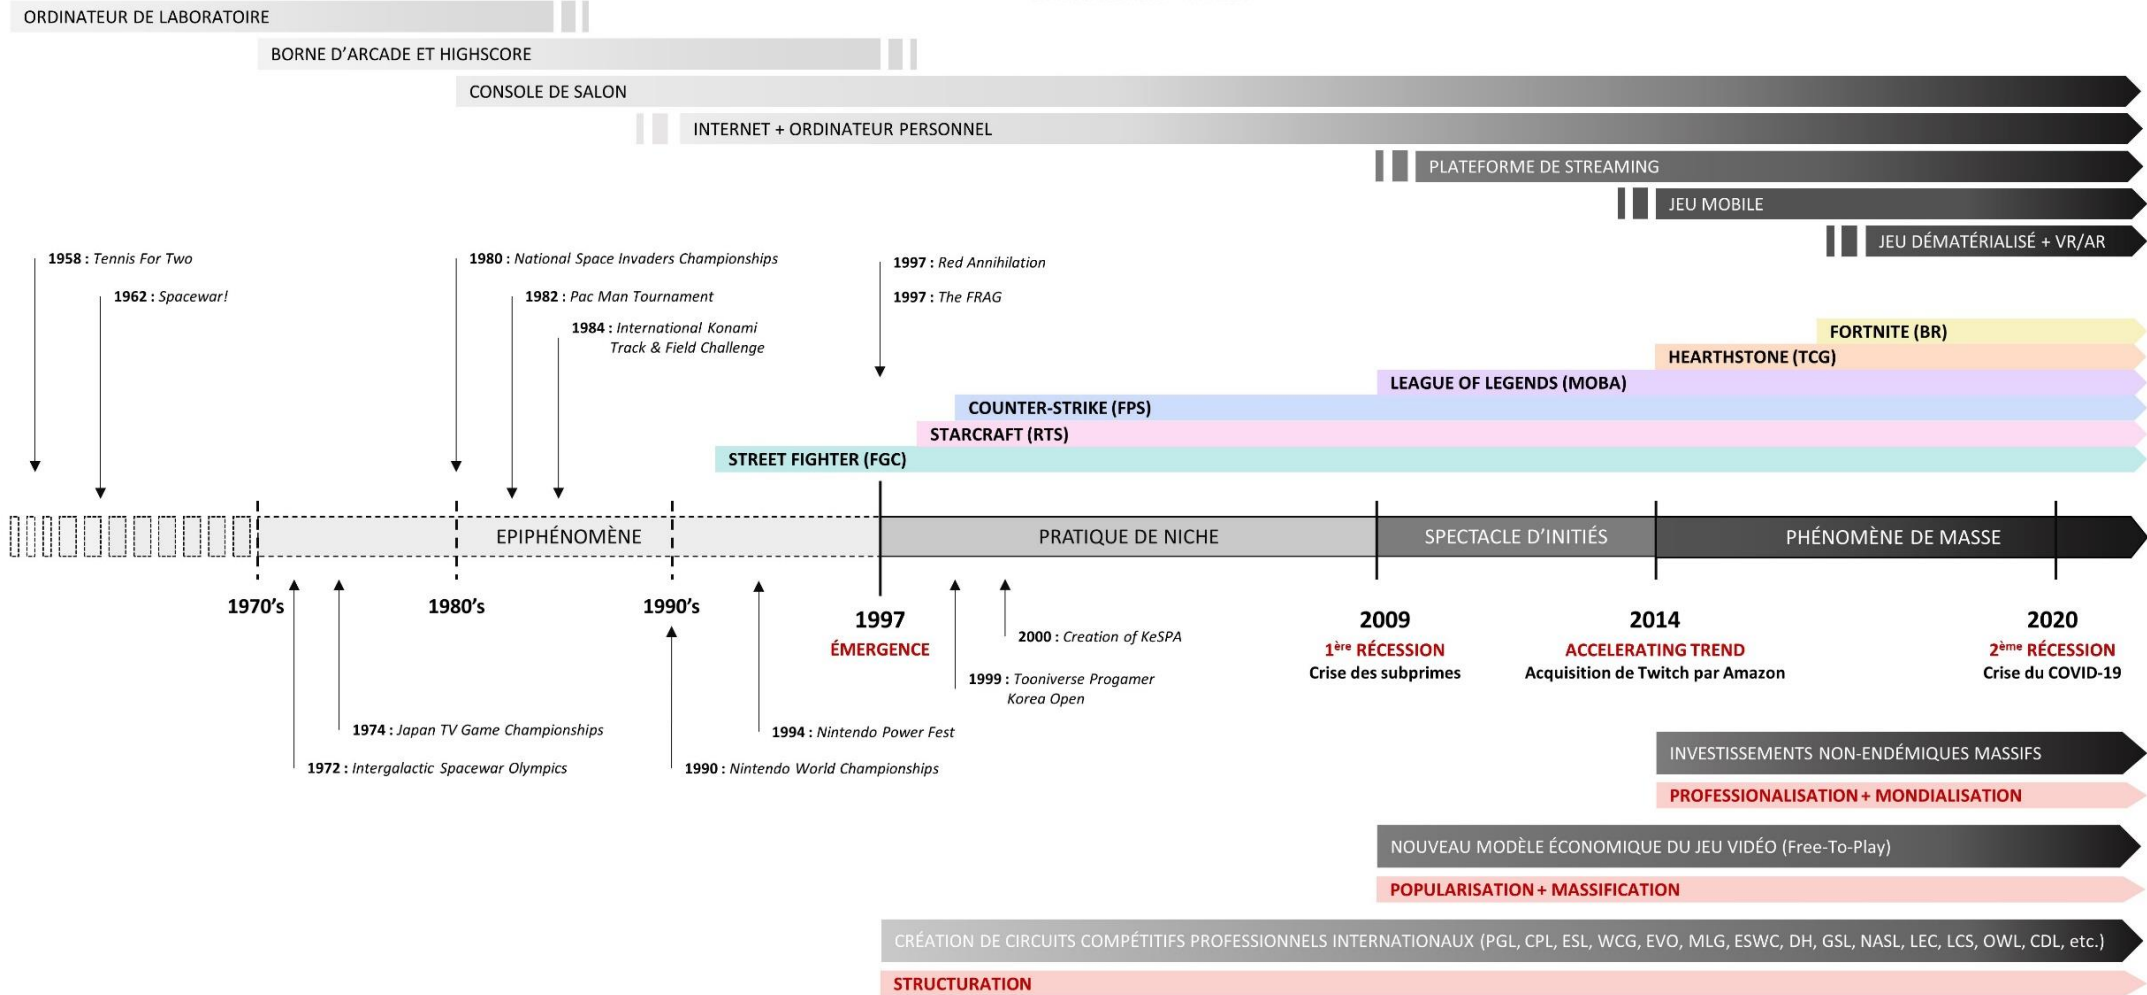 ORDINATEUR DE LABORATOIRE
BORNE D'ARCADE ET HIGHSCORE
CONSOLE DE SALON
INTERNET + ORDINATEUR PERSONNEL
PLATEFORME DE STREAMING
JEU MOBILE
JEU DÉMATÉRIALISÉ + VR/AR
1958 : Tennis For Two
1962 : Spacewar!
1980 : National Space Invaders Championships
1982 : Pac Man Tournament
1984 : International Konami
Track & Field Challenge
1997 : Red Annihilation
1997 : The FRAG
FORTNITE (BR)
HEARTHSTONE (TCG)
LEAGUE OF LEGENDS (MOBA)
COUNTER-STRIKE (FPS)
STARCRAFT (RTS)
STREET FIGHTER (FGC)
EPIPHÉNOMÈNE
PRATIQUE DE NICHE
SPECTACLE D'INITIÉS
PHÉNOMÈNE DE MASSE
1970's
1980's
1990's
1997
ÉMERGENCE
2009
1ère RÉCESSION
Crise des subprimes
2014
ACCELERATING TREND
Acquisition de Twitch par Amazon
2020
2ème RÉCESSION
Crise du COVID-19
2000 : Creation of KeSPA
1999 : Tooniverse Progamer
Korea Open
1974 : Japan TV Game Championships
1972 : Intergalactic Spacewar Olympics
1994 : Nintendo Power Fest
1990 : Nintendo World Championships
INVESTISSEMENTS NON-ENDÉMIQUES MASSIFS
PROFESSIONALISATION + MONDIALISATION
NOUVEAU MODÈLE ÉCONOMIQUE DU JEU VIDÉO (Free-To-Play)
POPULARISATION + MASSIFICATION
CRÉATION DE CIRCUITS COMPÉTITIFS PROFESSIONNELS INTERNATIONAUX (PGL, CPL, ESL, WCG, EVO, MLG, ESWC, DH, GSL, NASL, LEC, LCS, OWL, CDL, etc.)
STRUCTURATION